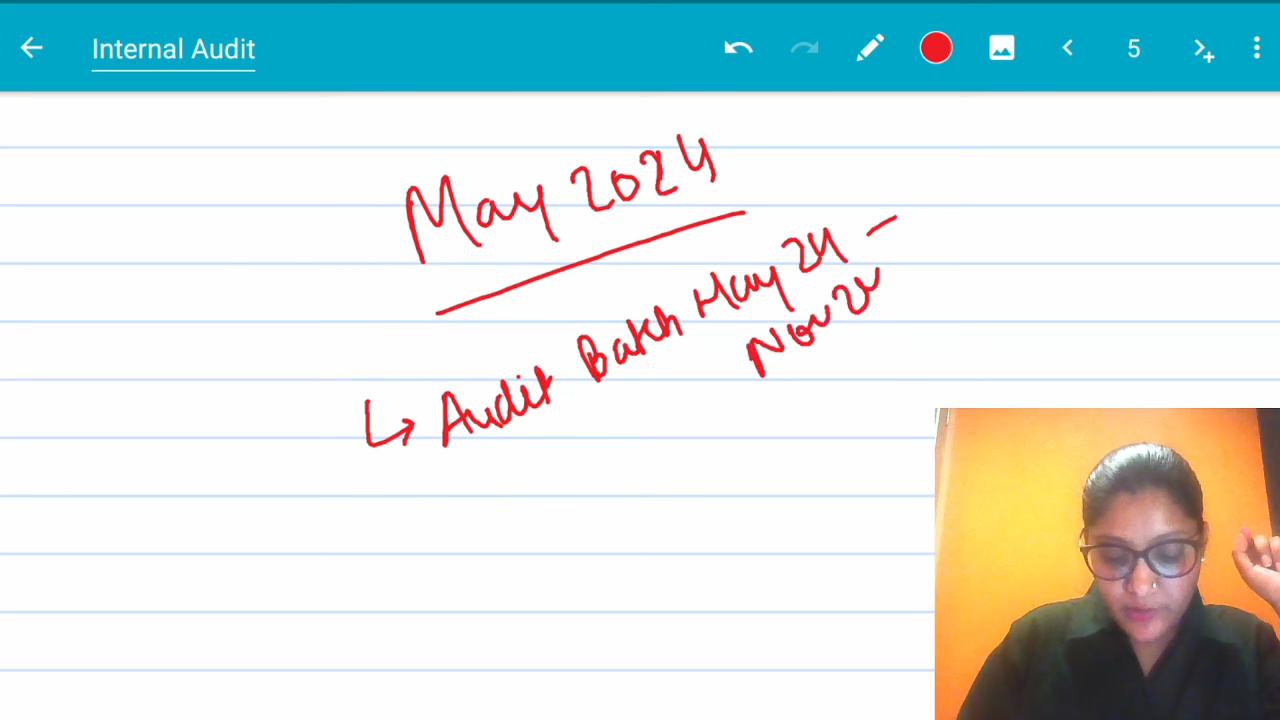 Internal Audit
5
May 2024
↳ Audit Batch May 24 –
Nov 24